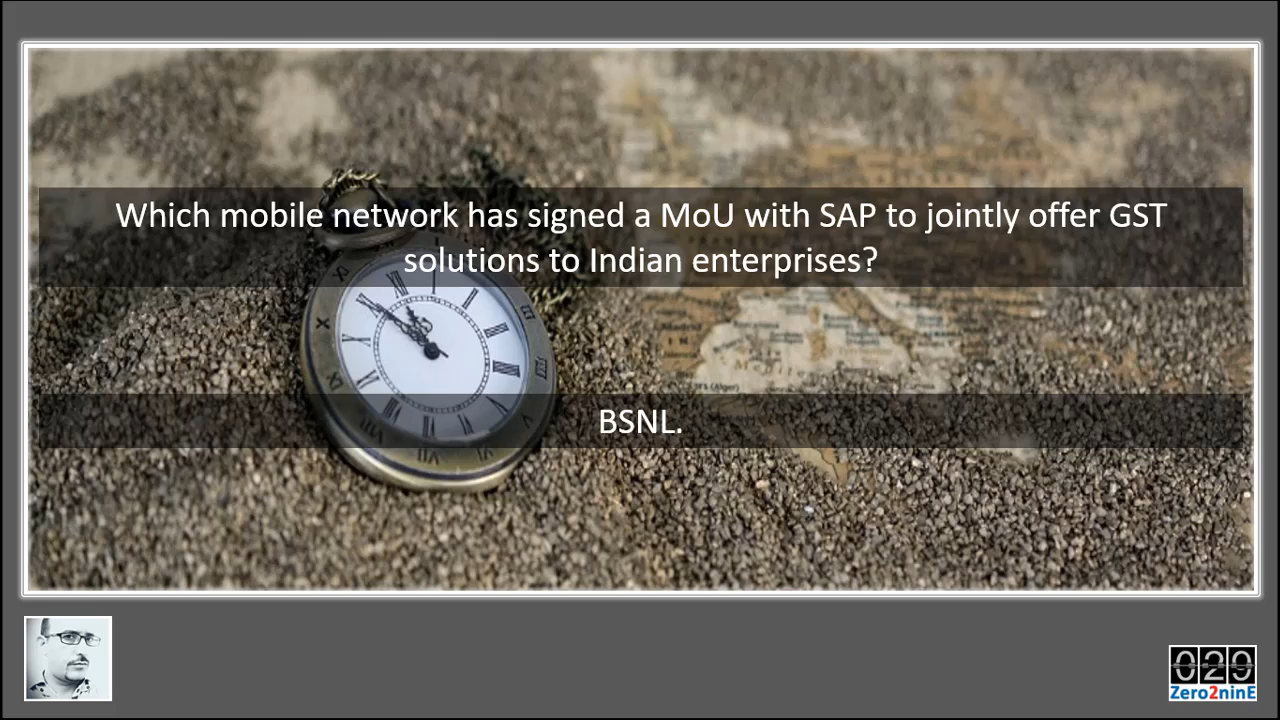 Which mobile network has signed a MoU with SAP to jointly offer GST
solutions to Indian enterprises?
BSNL.
029
Zero2ninE